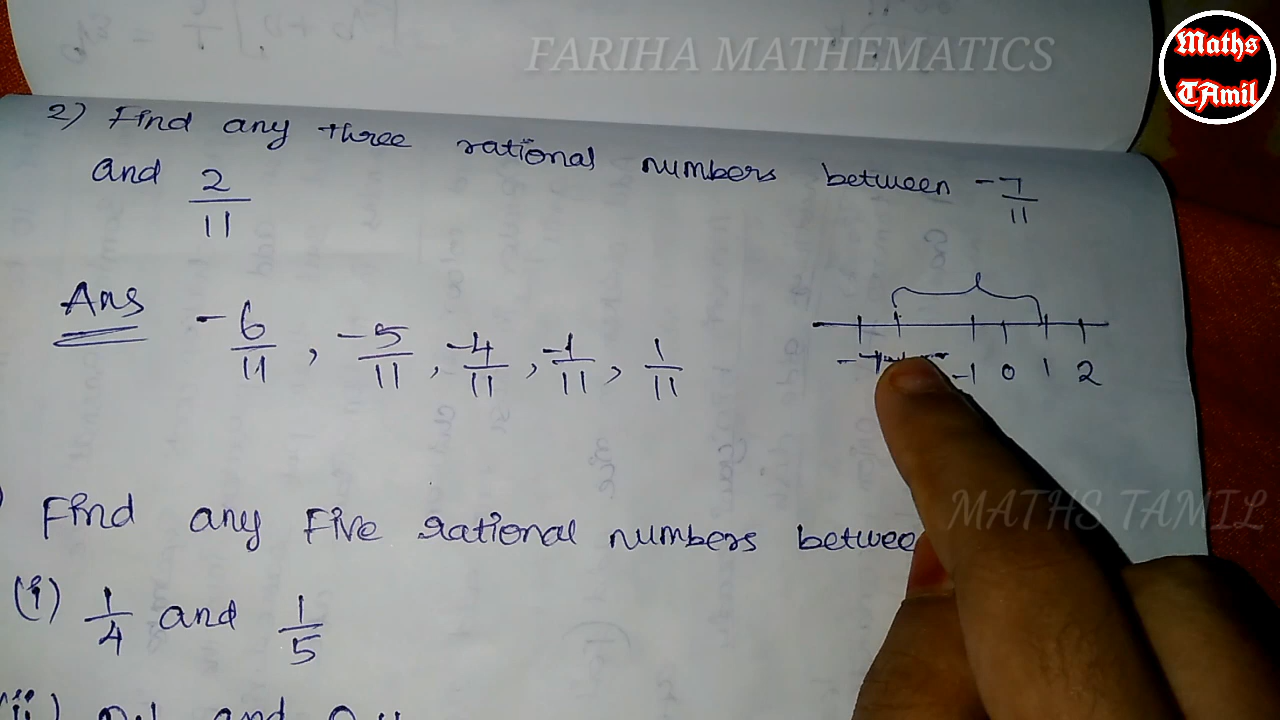 FARIHA MATHEMATICS
Maths
TAmil
2) Find any three rational numbers between -7/11
and 2/11
Ans -6/11, -5/11, -4/11, -1/11, 1/11
-7 -1 0 1 2
MATHS TAMIL
Find any Five rational numbers betwee
(i) 1/4 and 1/5
and